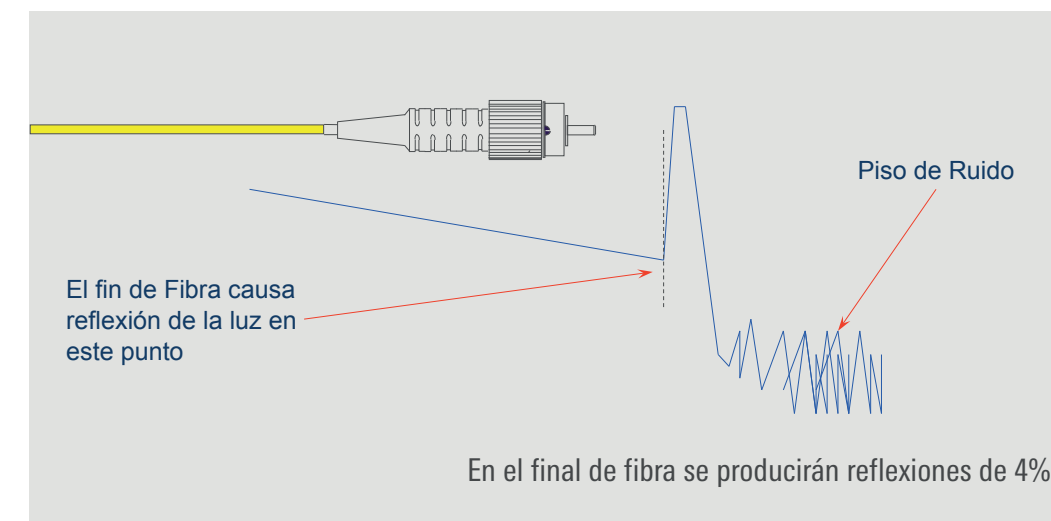 Piso de Ruido
El fin de Fibra causa
reflexión de la luz en
este punto
En el final de fibra se producirán reflexiones de 4%